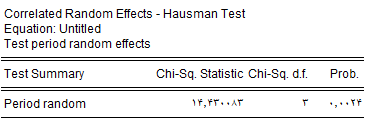 Correlated Random Effects - Hausman Test
Equation: Untitled
Test period random effects
Test Summary Chi-Sq. Statistic Chi-Sq. d.f. Prob.
Period random ۱۴,۴۳۰۰۸۳ ۳ ۰,۰۰۲۴